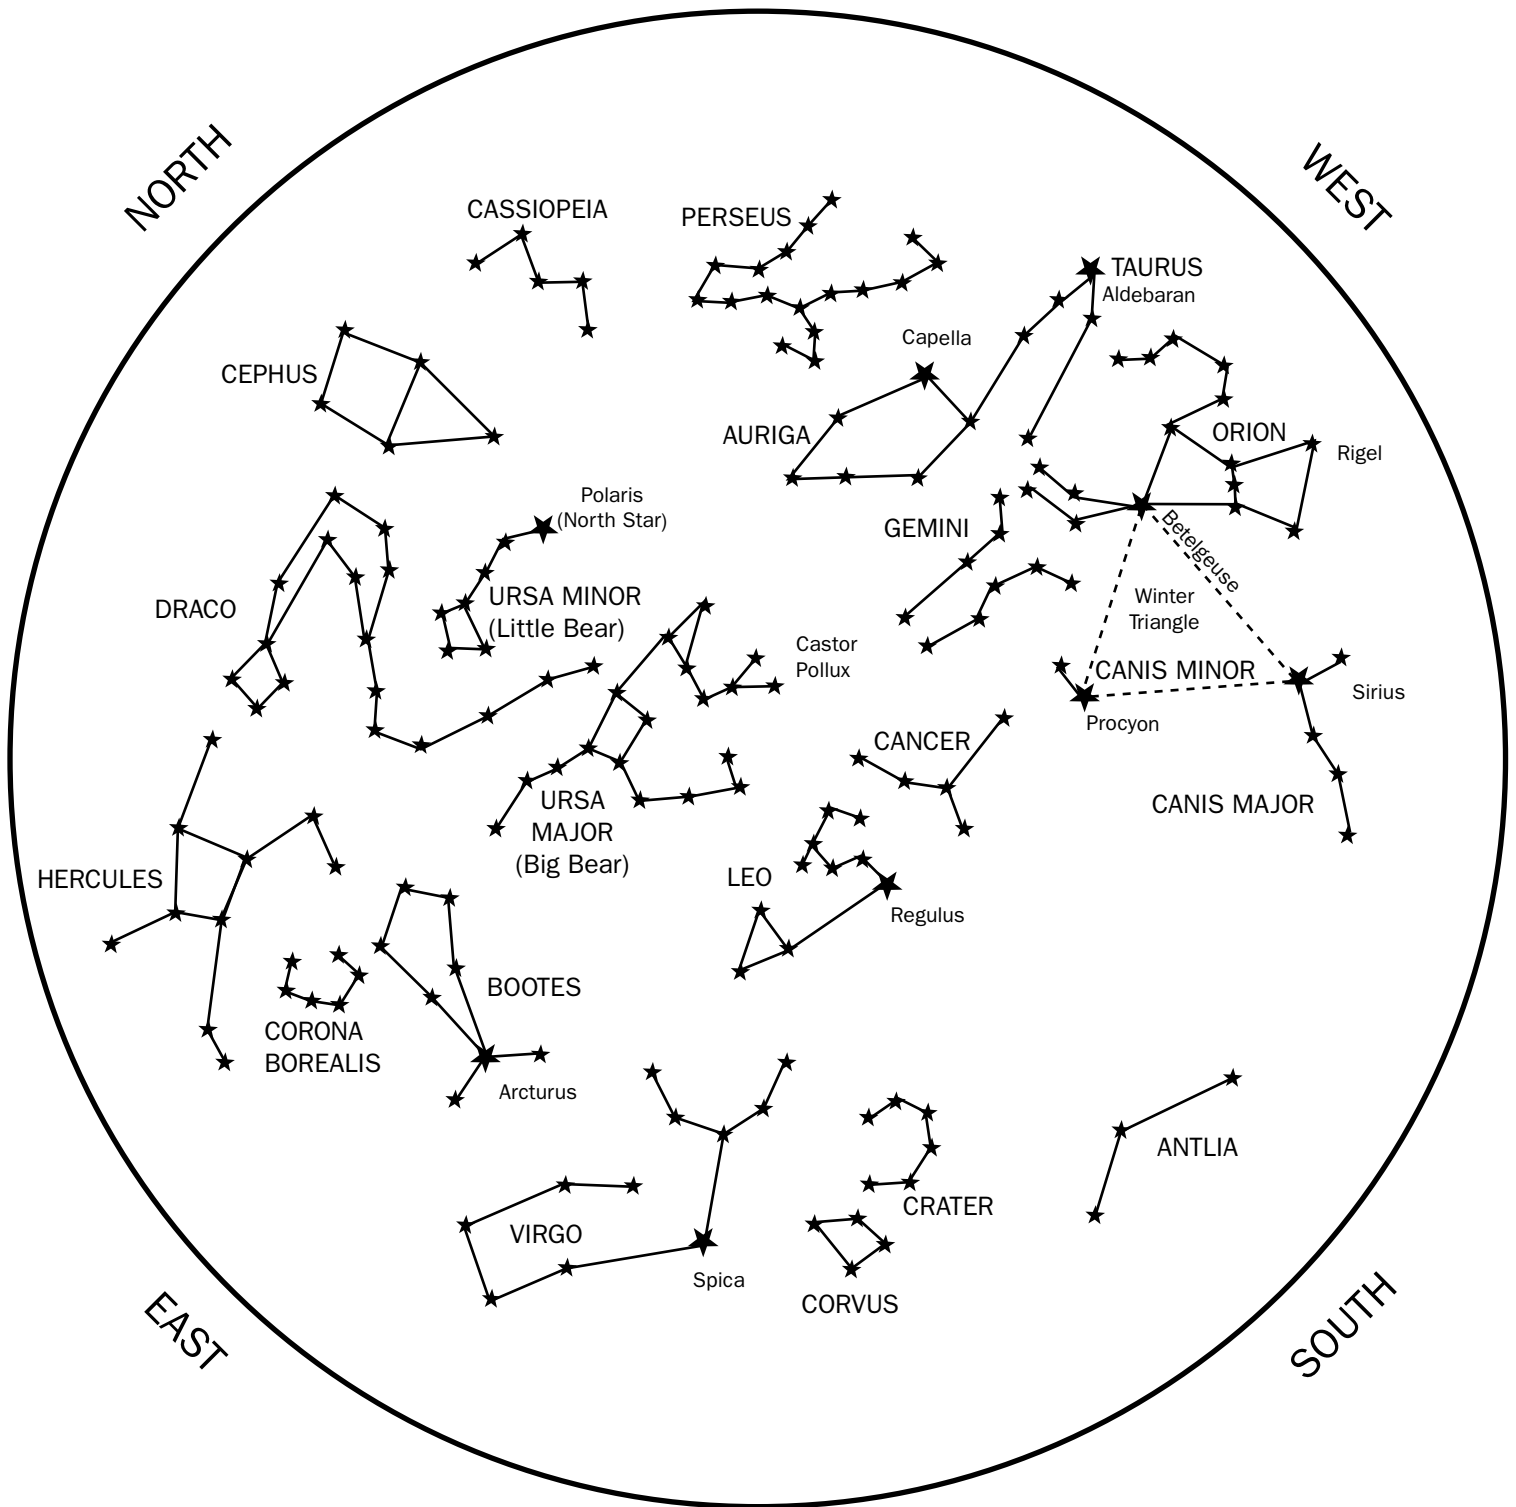 NORTH
WEST
CASSIOPEIA
PERSEUS
TAURUS
Aldebaran
Capella
CEPHUS
AURIGA
ORION
Rigel
Polaris
(North Star)
GEMINI
Betelgeuse
DRACO
URSA MINOR
(Little Bear)
Winter
Triangle
Castor
Pollux
CANIS MINOR
Sirius
Procyon
CANCER
URSA
MAJOR
(Big Bear)
CANIS MAJOR
HERCULES
LEO
Regulus
BOOTES
CORONA
BOREALIS
Arcturus
ANTLIA
CRATER
VIRGO
Spica
CORVUS
EAST
SOUTH